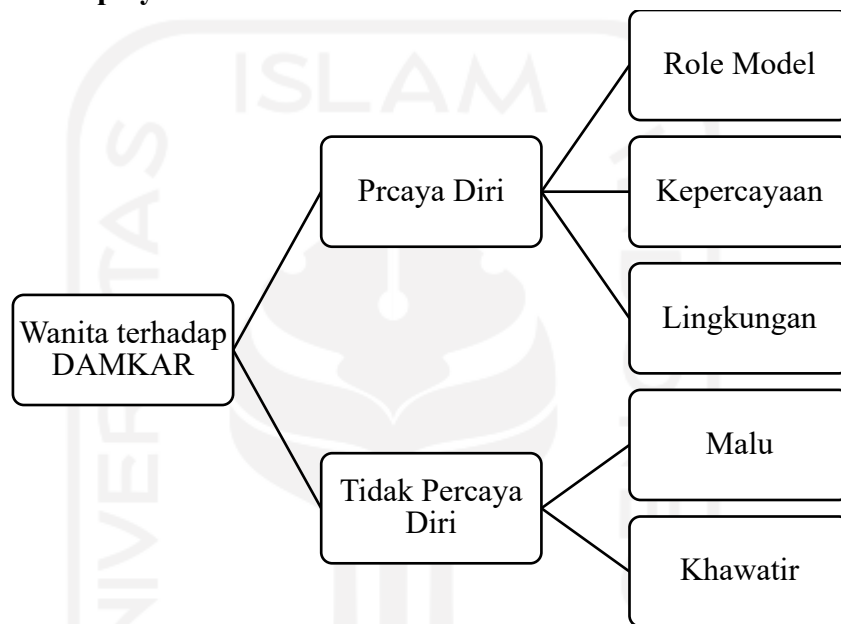 ISLAM
Role Model
Prcaya Diri
Kepercayaan
Lingkungan
Wanita terhadap
DAMKAR
Malu
Tidak Percaya
Diri
Khawatir